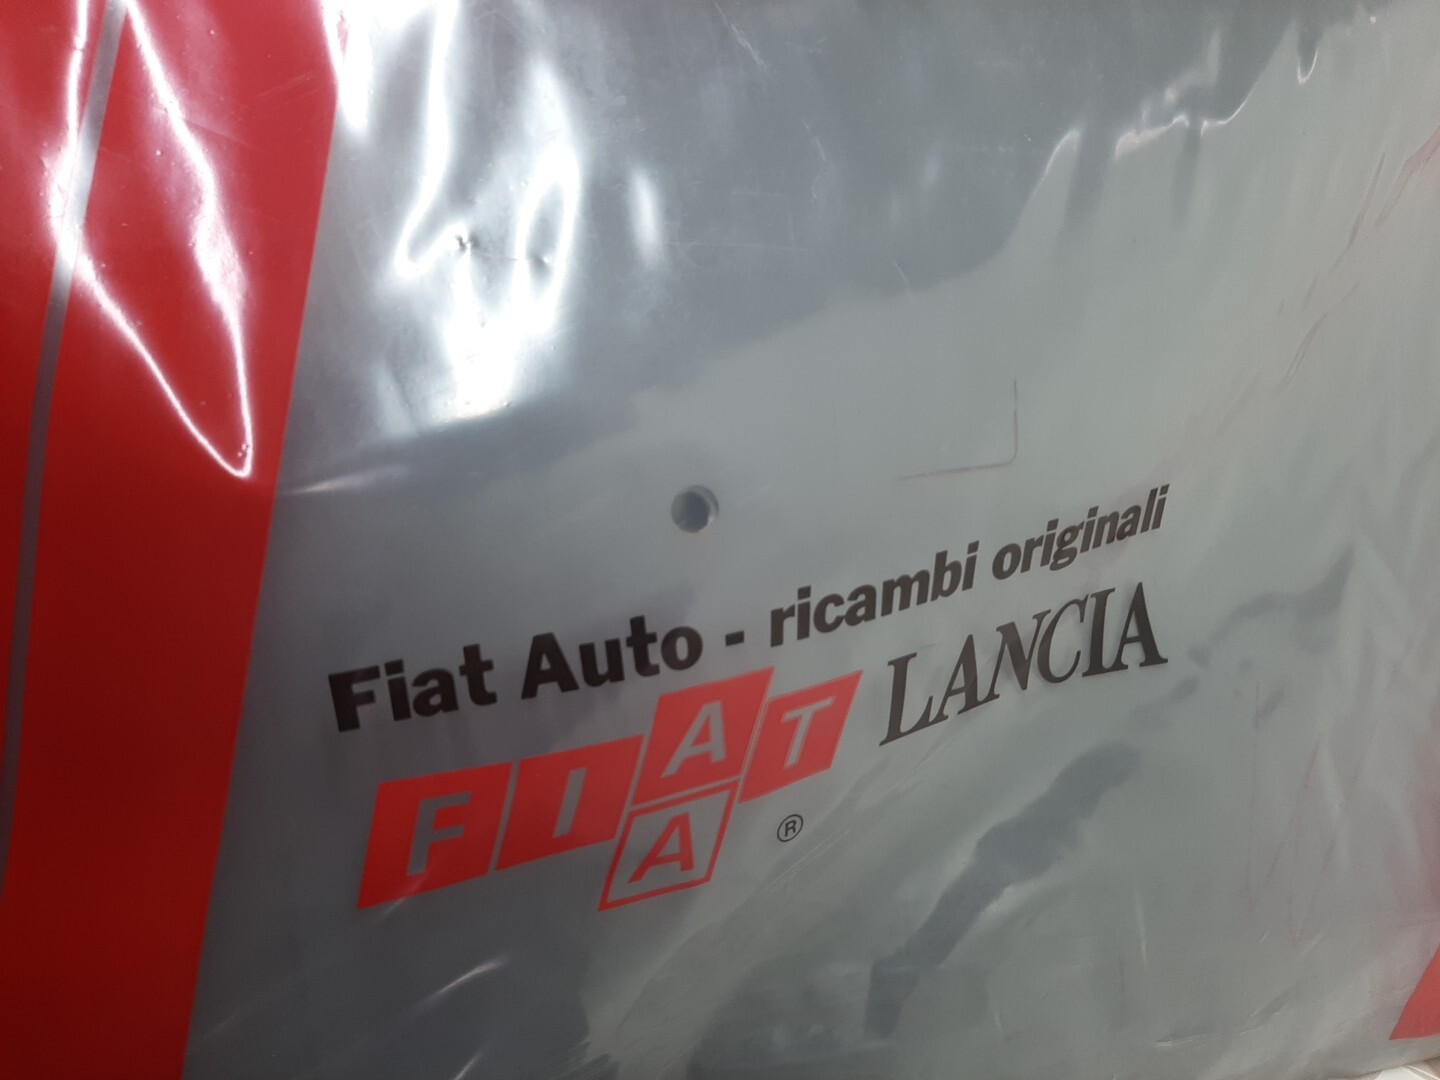 Fiat Auto - ricambi originali
FIAT LANCIA
A ®